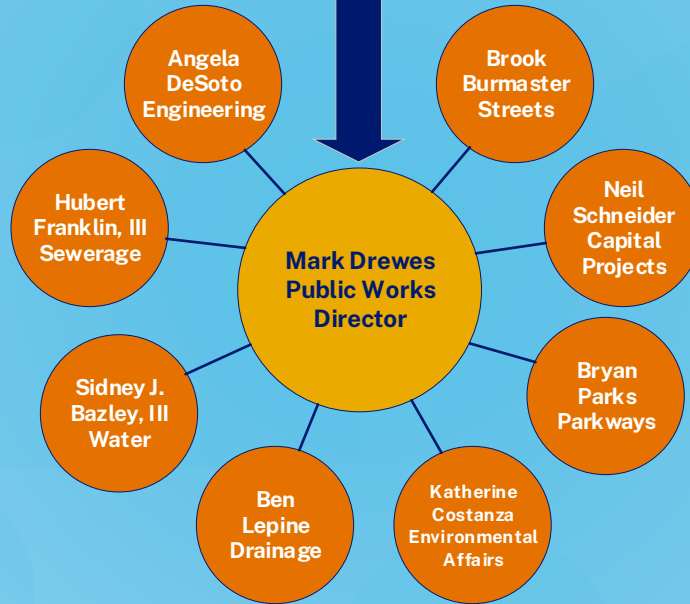 Angela
DeSoto
Engineering
Brook
Burmaster
Streets
Hubert
Franklin, III
Sewerage
Neil
Schneider
Capital
Projects
Mark Drewes
Public Works
Director
Sidney J.
Bazley, III
Water
Bryan
Parks
Parkways
Ben
Lepine
Drainage
Katherine
Costanza
Environmental
Affairs